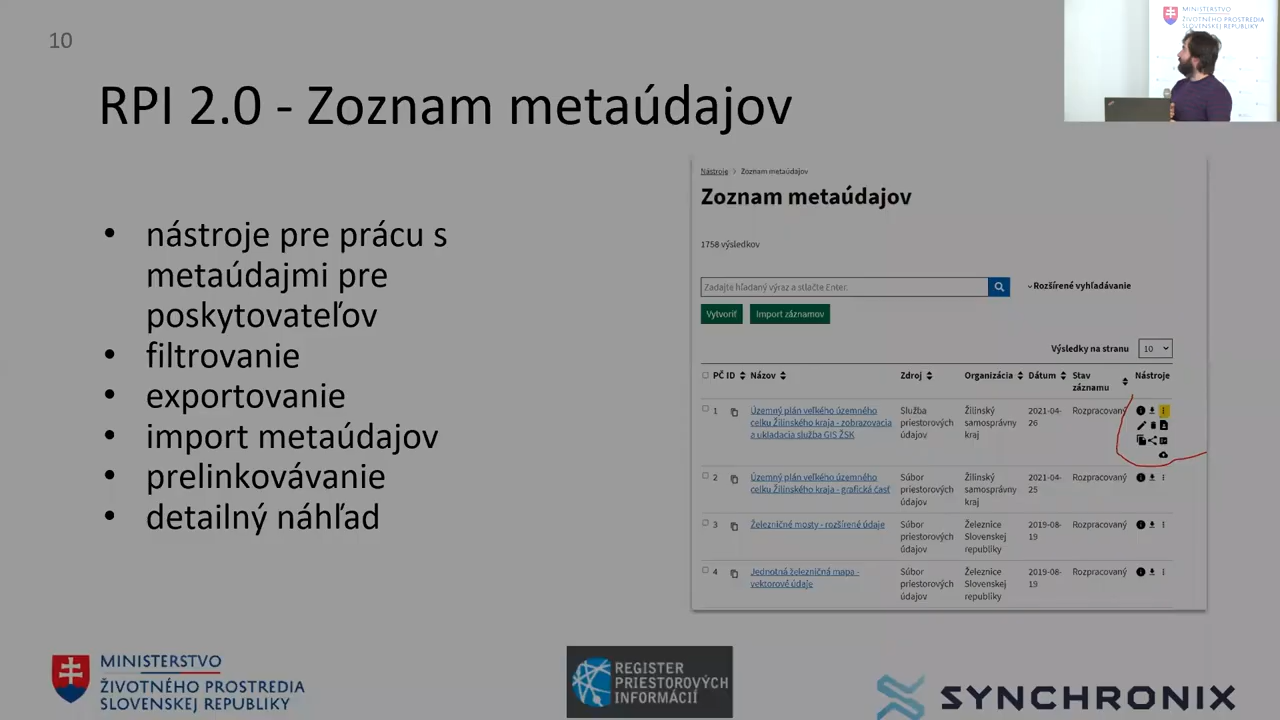 10
MINISTERSTVO
ŽIVOTNÉHO PROSTREDIA
SLOVENSKEJ REPUBLIKY
RPI 2.0 - Zoznam metaúdajov
• nástroje pre prácu s
metaúdajmi pre
poskytovateľov
• filtrovanie
• exportovanie
• import metaúdajov
• prelinkovávanie
• detailný náhľad
Nástroje > Zoznam metaúdajov
Zoznam metaúdajov
1758 výsledkov
Zadajte hľadaný výraz a stlačte Enter.
Rozšírené vyhľadávanie
Vytvoriť Import záznamov
Výsledky na stranu 10
PČ ID Názov Zdroj Organizácia Dátum Stav záznamu Nástroje
1 Územný plán veľkého územného Služba Žilinský 2021-04- Rozpracovaný
celku Žilinského kraja - zobrazovacia priestorových samosprávny 26
a ukladacia služba GIS ŽSK údajov kraj
2 Územný plán veľkého územného Súbor Žilinský 2021-04- Rozpracovaný
celku Žilinského kraja - grafická časť priestorových samosprávny 25
údajov kraj
3 Železničné mosty - rozšírené údaje Súbor Železnice 2019-08- Rozpracovaný
priestorových Slovenskej 19
údajov republiky
4 Jednotná železničná mapa - Súbor Železnice 2019-08- Rozpracovaný
vektorové údaje priestorových Slovenskej 19
údajov republiky
MINISTERSTVO
ŽIVOTNÉHO PROSTREDIA
SLOVENSKEJ REPUBLIKY
REGISTER
PRIESTOROVÝCH
INFORMÁCIÍ
SYNCHRONIX